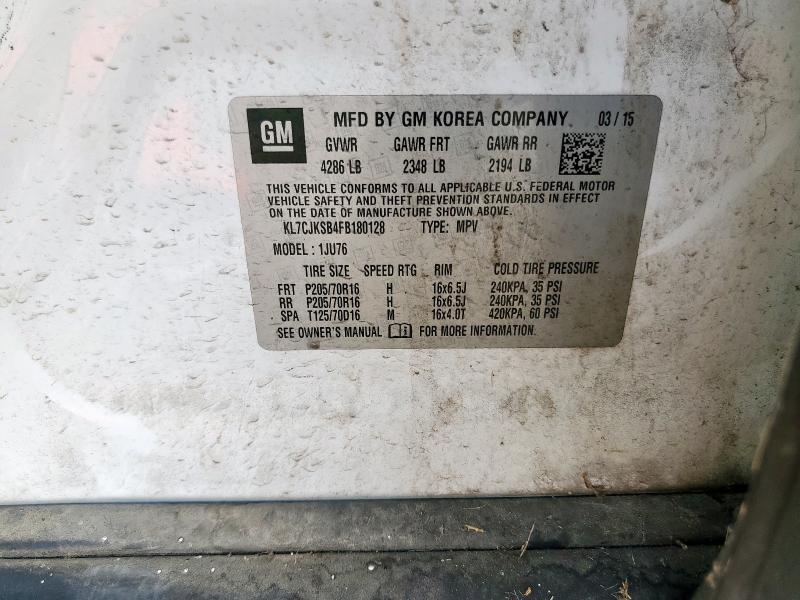 GM
MFD BY GM KOREA COMPANY 03 / 15
GVWR GAWR FRT GAWR RR
4286 LB 2348 LB 2194 LB
THIS VEHICLE CONFORMS TO ALL APPLICABLE U.S. FEDERAL MOTOR
VEHICLE SAFETY AND THEFT PREVENTION STANDARDS IN EFFECT
ON THE DATE OF MANUFACTURE SHOWN ABOVE.
KL7CJKSB4FB180128 TYPE: MPV
MODEL : 1JU76
TIRE SIZE SPEED RTG RIM COLD TIRE PRESSURE
FRT P205/70R16 H 16x6.5J 240KPA, 35 PSI
RR P205/70R16 H 16x6.5J 240KPA, 35 PSI
SPA T125/70D16 M 16x4.0T 420KPA, 60 PSI
SEE OWNER'S MANUAL FOR MORE INFORMATION.